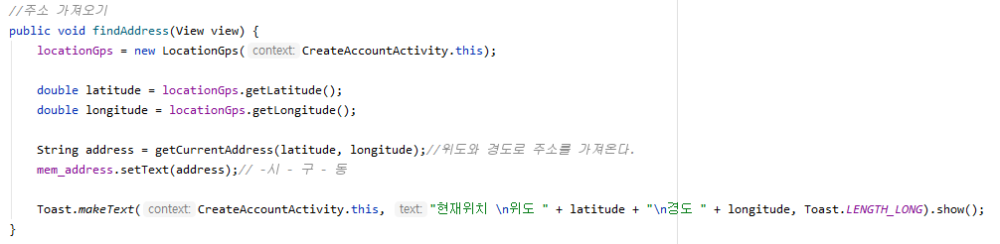 //주소 가져오기
public void findAddress(View view) {
locationGps = new LocationGps( context: CreateAccountActivity.this);
double latitude = locationGps.getLatitude();
double longitude = locationGps.getLongitude();
String address = getCurrentAddress(latitude, longitude);//위도와 경도로 주소를 가져온다.
mem_address.setText(address);// -시 - 구 - 동
Toast.makeText( context: CreateAccountActivity.this, text: "현재위치 \n위도 " + latitude + "\n경도 " + longitude, Toast.LENGTH_LONG).show();
}